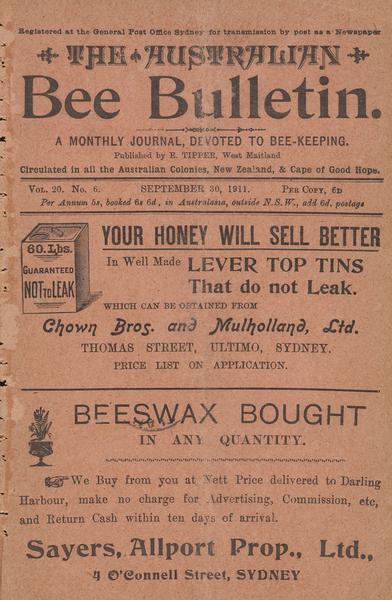 Registered at the General Post Office Sydney for transmission by post as a Newspaper
THE AUSTRALIAN
Bee Bulletin.
A MONTHLY JOURNAL, DEVOTED TO BEE-KEEPING.
Published by E. TIPPER, West Maitland
Circulated in all the Australian Colonies, New Zealand, & Cape of Good Hope.
VOL. 20. No. 6. SEPTEMBER 30, 1911. PER COPY, 6D
Per Annum 5s, booked 6s 6d, in Australasia, outside N.S.W., add 6d. postage
60.Lbs.
GUARANTEED
NOT TO LEAK
YOUR HONEY WILL SELL BETTER
In Well Made LEVER TOP TINS
That do not Leak.
WHICH CAN BE OBTAINED FROM
Chown Bros. and Mulholland, Ltd.
THOMAS STREET, ULTIMO, SYDNEY.
PRICE LIST ON APPLICATION.
BEESWAX BOUGHT
IN ANY QUANTITY.
We Buy from you at Nett Price delivered to Darling
Harbour, make no charge for Advertising, Commission, etc,
and Return Cash within ten days of arrival.
Sayers, Allport Prop., Ltd.,
4 O'Connell Street, SYDNEY